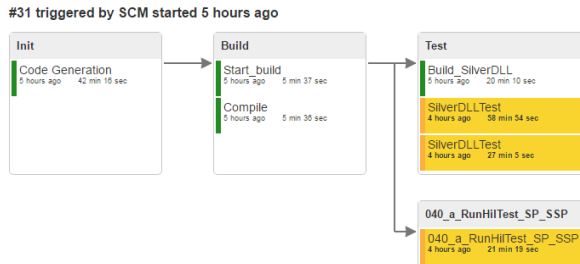 #31 triggered by SCM started 5 hours ago
Init
Code Generation
5 hours ago 42 min 16 sec
Build
Start_build
5 hours ago 5 min 37 sec
Compile
5 hours ago 5 min 36 sec
Test
Build_SilverDLL
5 hours ago 20 min 10 sec
SilverDLLTest
4 hours ago 58 min 54 sec
SilverDLLTest
4 hours ago 27 min 5 sec
040_a_RunHilTest_SP_SSP
040_a_RunHilTest_SP_SSP
4 hours ago 21 min 19 sec